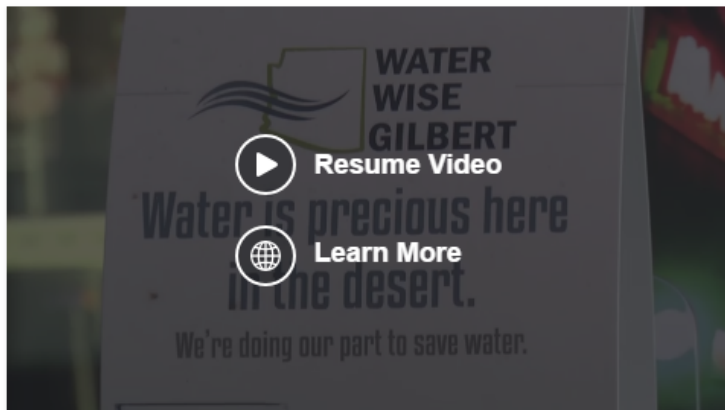 WATER
WISE
GILBERT
Resume Video
Water is precious here
Learn More
in the desert.
We're doing our part to save water.